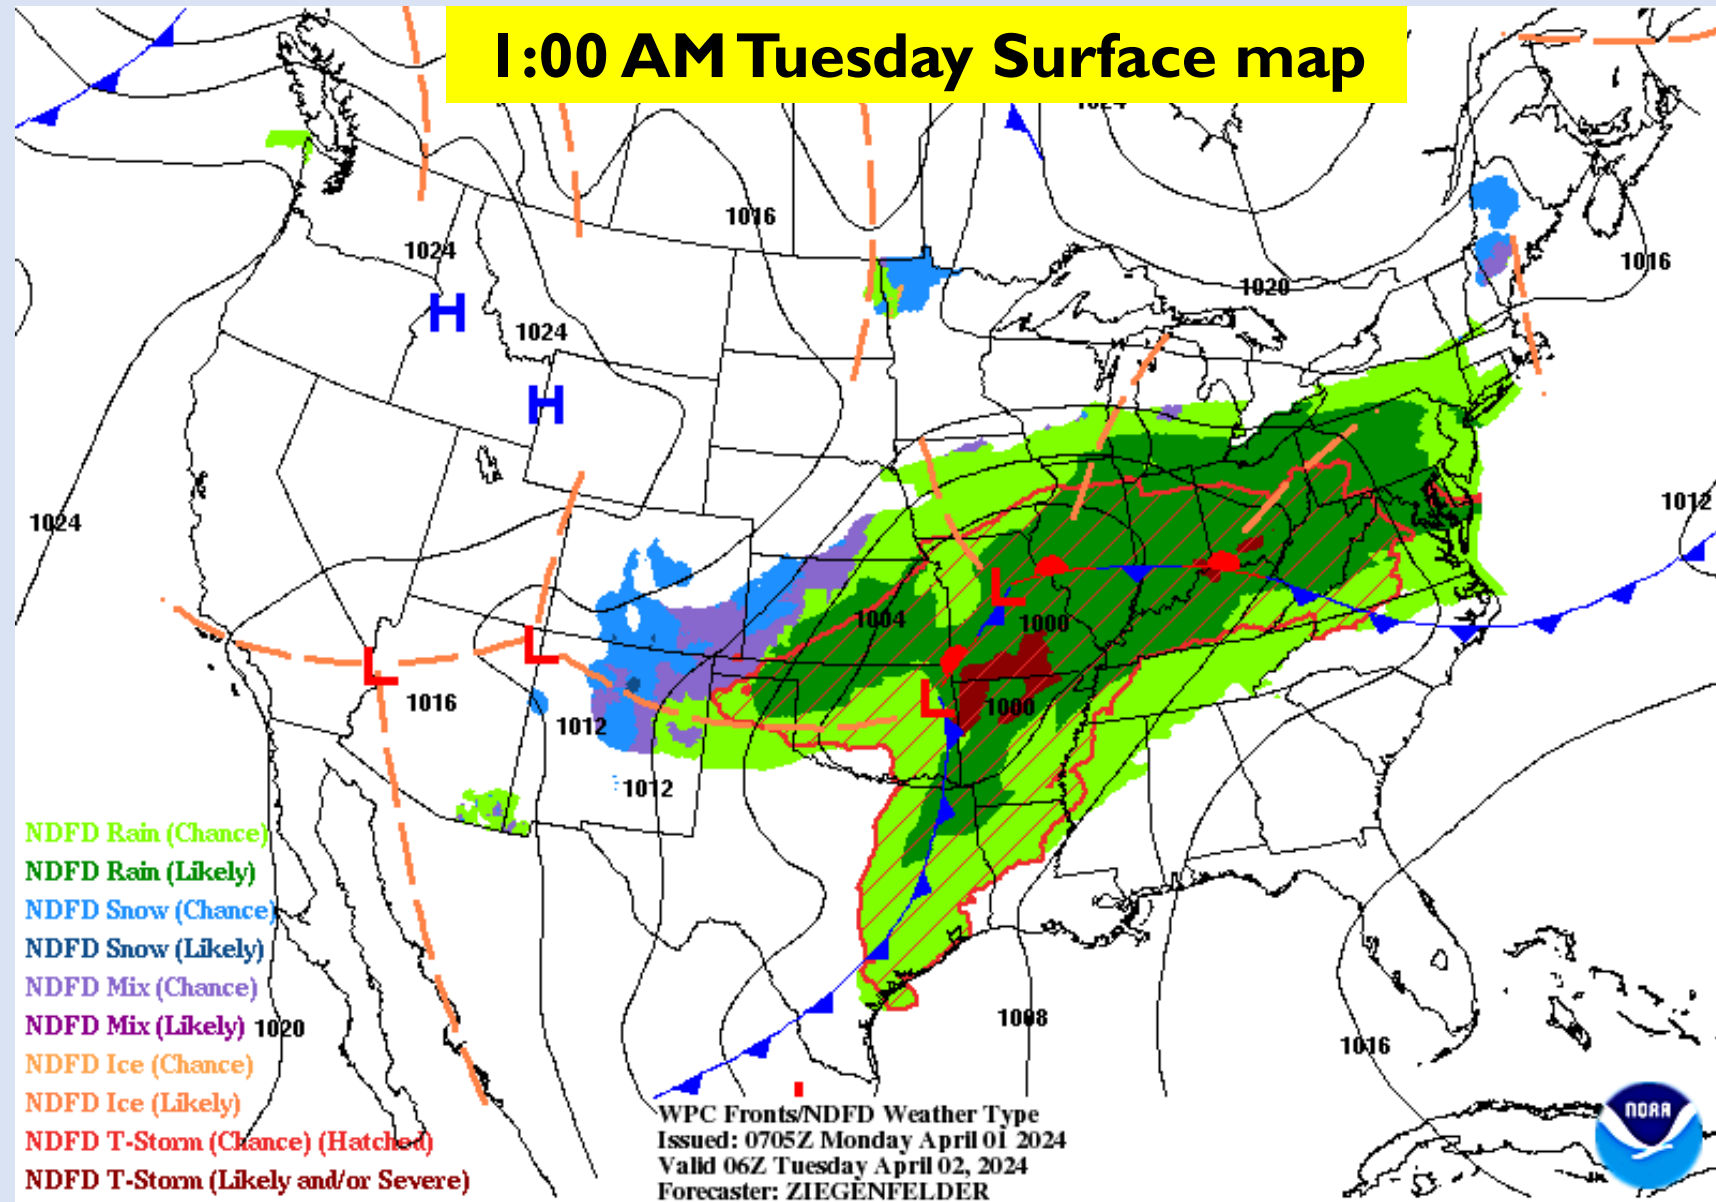 1:00 AM Tuesday Surface map
1024
1016
1024
1016
1020
1024
1012
1024
1004
1000
1016
1000
1012
1012
NDFD Rain (Chance)
NDFD Rain (Likely)
NDFD Snow (Chance)
NDFD Snow (Likely)
NDFD Mix (Chance)
NDFD Mix (Likely)
1020
1008
1016
NDFD Ice (Chance)
NDFD Ice (Likely)
NDFD T-Storm (Chance) (Hatched)
NDFD T-Storm (Likely and/or Severe)
H
H
L
L
L
L
WPC Fronts/NDFD Weather Type
Issued: 0705Z Monday April 01 2024
Valid 06Z Tuesday April 02, 2024
Forecaster: ZIEGENFELDER
NOAA